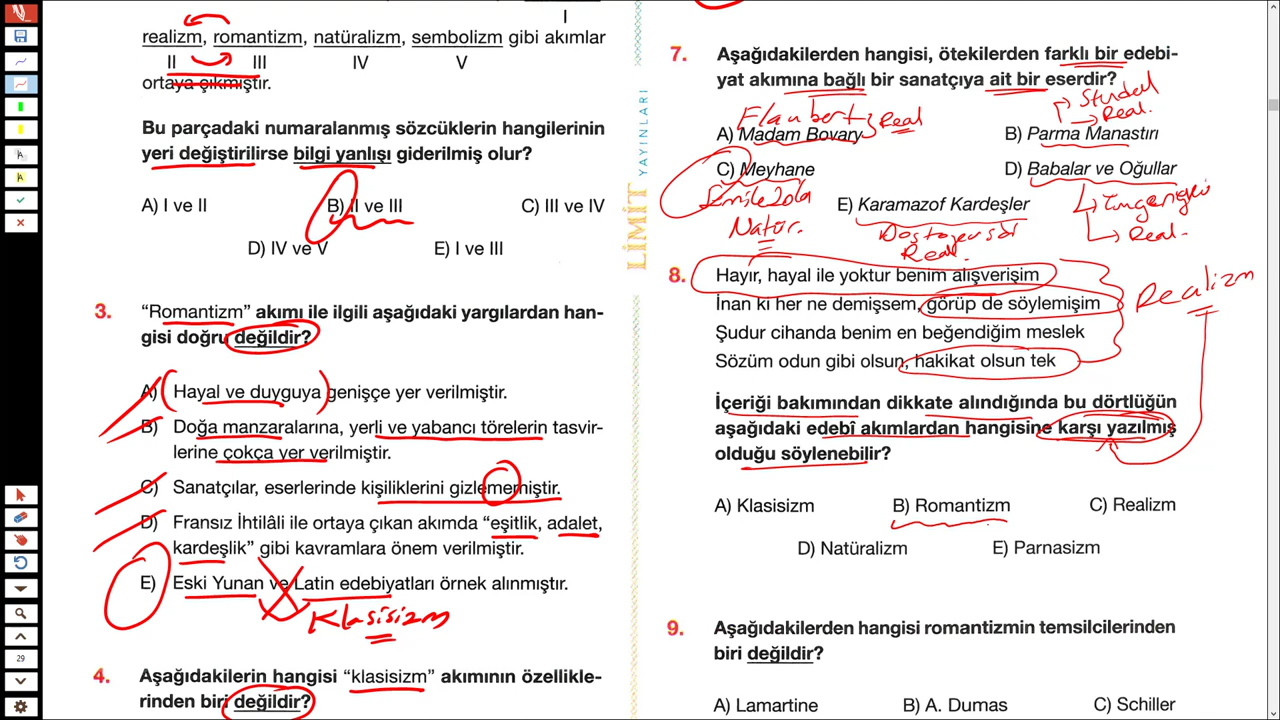 I
realizm, romantizm, natüralizm, sembolizm gibi akımlar
II III IV V
ortaya çıkmıştır.
Bu parçadaki numaralanmış sözcüklerin hangilerinin
yeri değiştirilirse bilgi yanlışı giderilmiş olur?
A) I ve II B) II ve III C) III ve IV
D) IV ve V E) I ve III
3. "Romantizm" akımı ile ilgili aşağıdaki yargılardan han-
gisi doğru değildir?
A) Hayal ve duyguya genişçe yer verilmiştir.
B) Doğa manzaralarına, yerli ve yabancı törelerin tasvir-
lerine çokça yer verilmiştir.
C) Sanatçılar, eserlerinde kişiliklerini gizlememiştir.
D) Fransız İhtilâli ile ortaya çıkan akımda "eşitlik, adalet,
kardeşlik" gibi kavramlara önem verilmiştir.
E) Eski Yunan ve Latin edebiyatları örnek alınmıştır.
Klasisizm
4. Aşağıdakilerin hangisi "klasisizm" akımının özellikle-
rinden biri değildir?
29
LİMİT YAYINLARI
7. Aşağıdakilerden hangisi, ötekilerden farklı bir edebi-
yat akımına bağlı bir sanatçıya ait bir eserdir?
Flaubert Real
Real.
A) Madam Bovary B) Parma Manastırı
C) Meyhane D) Babalar ve Oğullar
Emile Zola
Natür.
E) Karamazof Kardeşler
Real.
Real.
8. Hayır, hayal ile yoktur benim alışverişim
İnan ki her ne demişsem, görüp de söylemişim
Şudur cihanda benim en beğendiğim meslek
Sözüm odun gibi olsun, hakikat olsun tek
Realizm
İçeriği bakımından dikkate alındığında bu dörtlüğün
aşağıdaki edebî akımlardan hangisine karşı yazılmış
olduğu söylenebilir?
A) Klasisizm B) Romantizm C) Realizm
D) Natüralizm E) Parnasizm
9. Aşağıdakilerden hangisi romantizmin temsilcilerinden
biri değildir?
A) Lamartine B) A. Dumas C) Schiller